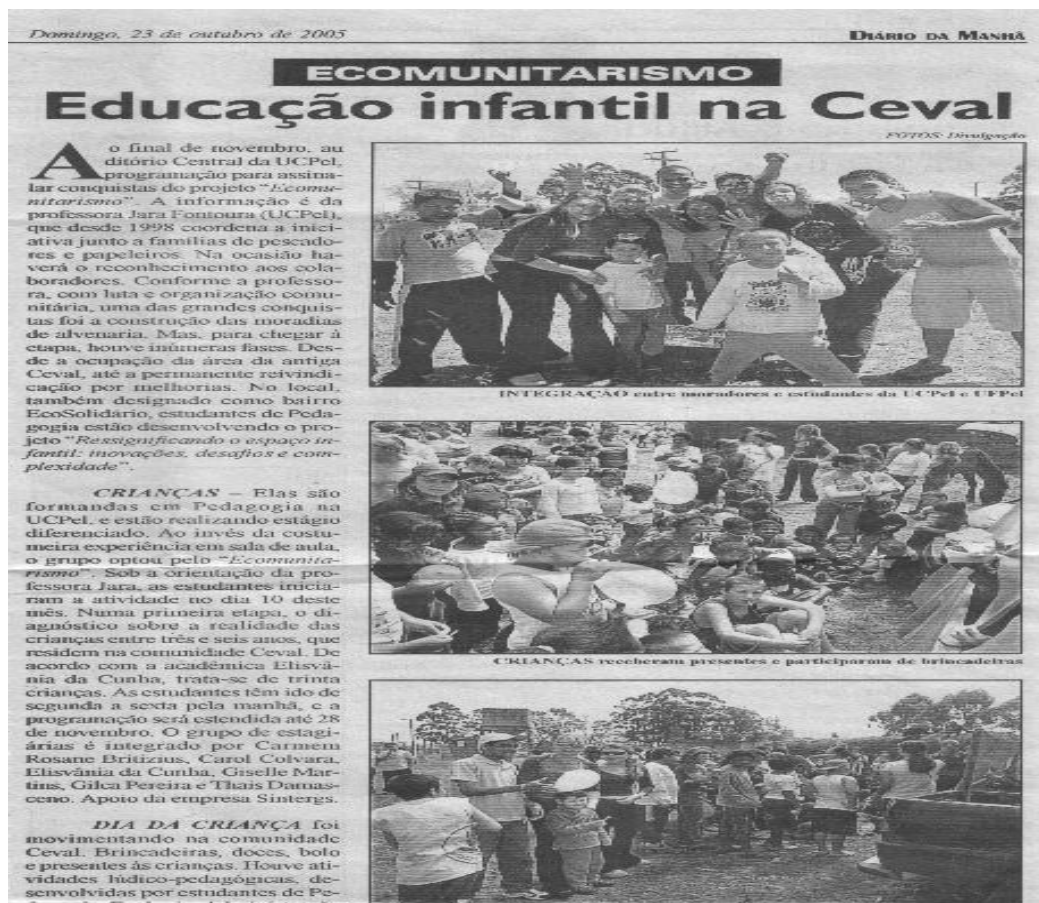 Domingo, 23 de outubro de 2005
DIÁRIO DA MANHÃ
ECOMUNITARISMO
Educação infantil na Ceval
FOTOS: Divulgação
Ao final de novembro, au
ditório Central da UCPel,
programação para assina-
lar conquistas do projeto "Ecomu-
nitarismo". A informação é da
professora Jara Fontoura (UCPel),
que desde 1998 coordena a inici-
ativa junto a famílias de pescado-
res e papeleiros. Na ocasião ha-
verá o reconhecimento aos cola-
boradores. Conforme a professo-
ra, com luta e organização comu-
nitária, uma das grandes conquis-
tas foi a construção das moradias
de alvenaria. Mas, para chegar à
etapa, houve inúmeras fases. Des-
de a ocupação da área da antiga
Ceval, até a permanente reivindi-
cação por melhorias. No local,
também designado como bairro
EcoSolidário, estudantes de Peda-
gogia estão desenvolvendo o pro-
jeto "Ressignificando o espaço in-
fantil: inovações, desafios e com-
plexidade".
CRIANÇAS – Elas são
formandas em Pedagogia na
UCPel, e estão realizando estágio
diferenciado. Ao invés da costu-
meira experiência em sala de aula,
o grupo optou pelo "Ecomunita-
rismo". Sob a orientação da pro-
fessora Jara, as estudantes inicia-
ram a atividade no dia 10 deste
mês. Numa primeira etapa, o di-
agnóstico sobre a realidade das
crianças entre três e seis anos, que
residem na comunidade Ceval. De
acordo com a acadêmica Elisvâ-
nia da Cunha, trata-se de trinta
crianças. As estudantes têm ido de
segunda a sexta pela manhã, e a
programação será estendida até 28
de novembro. O grupo de estagi-
árias é integrado por Carmem
Rosane Britizius, Carol Colvara,
Elisvânia da Cunha, Giselle Mar-
tins, Gilca Pereira e Thais Damas-
ceno. Apoio da empresa Sintergs.
DIA DA CRIANÇA foi
movimentando na comunidade
Ceval. Brincadeiras, doces, bolo
e presentes às crianças. Houve ati-
vidades lúdico-pedagógicas, de-
senvolvidas por estudantes de Pe-
INTEGRAÇÃO entre moradores e estudantes da UCPel e UFPel
CRIANÇAS receberam presentes e participaram de brincadeiras